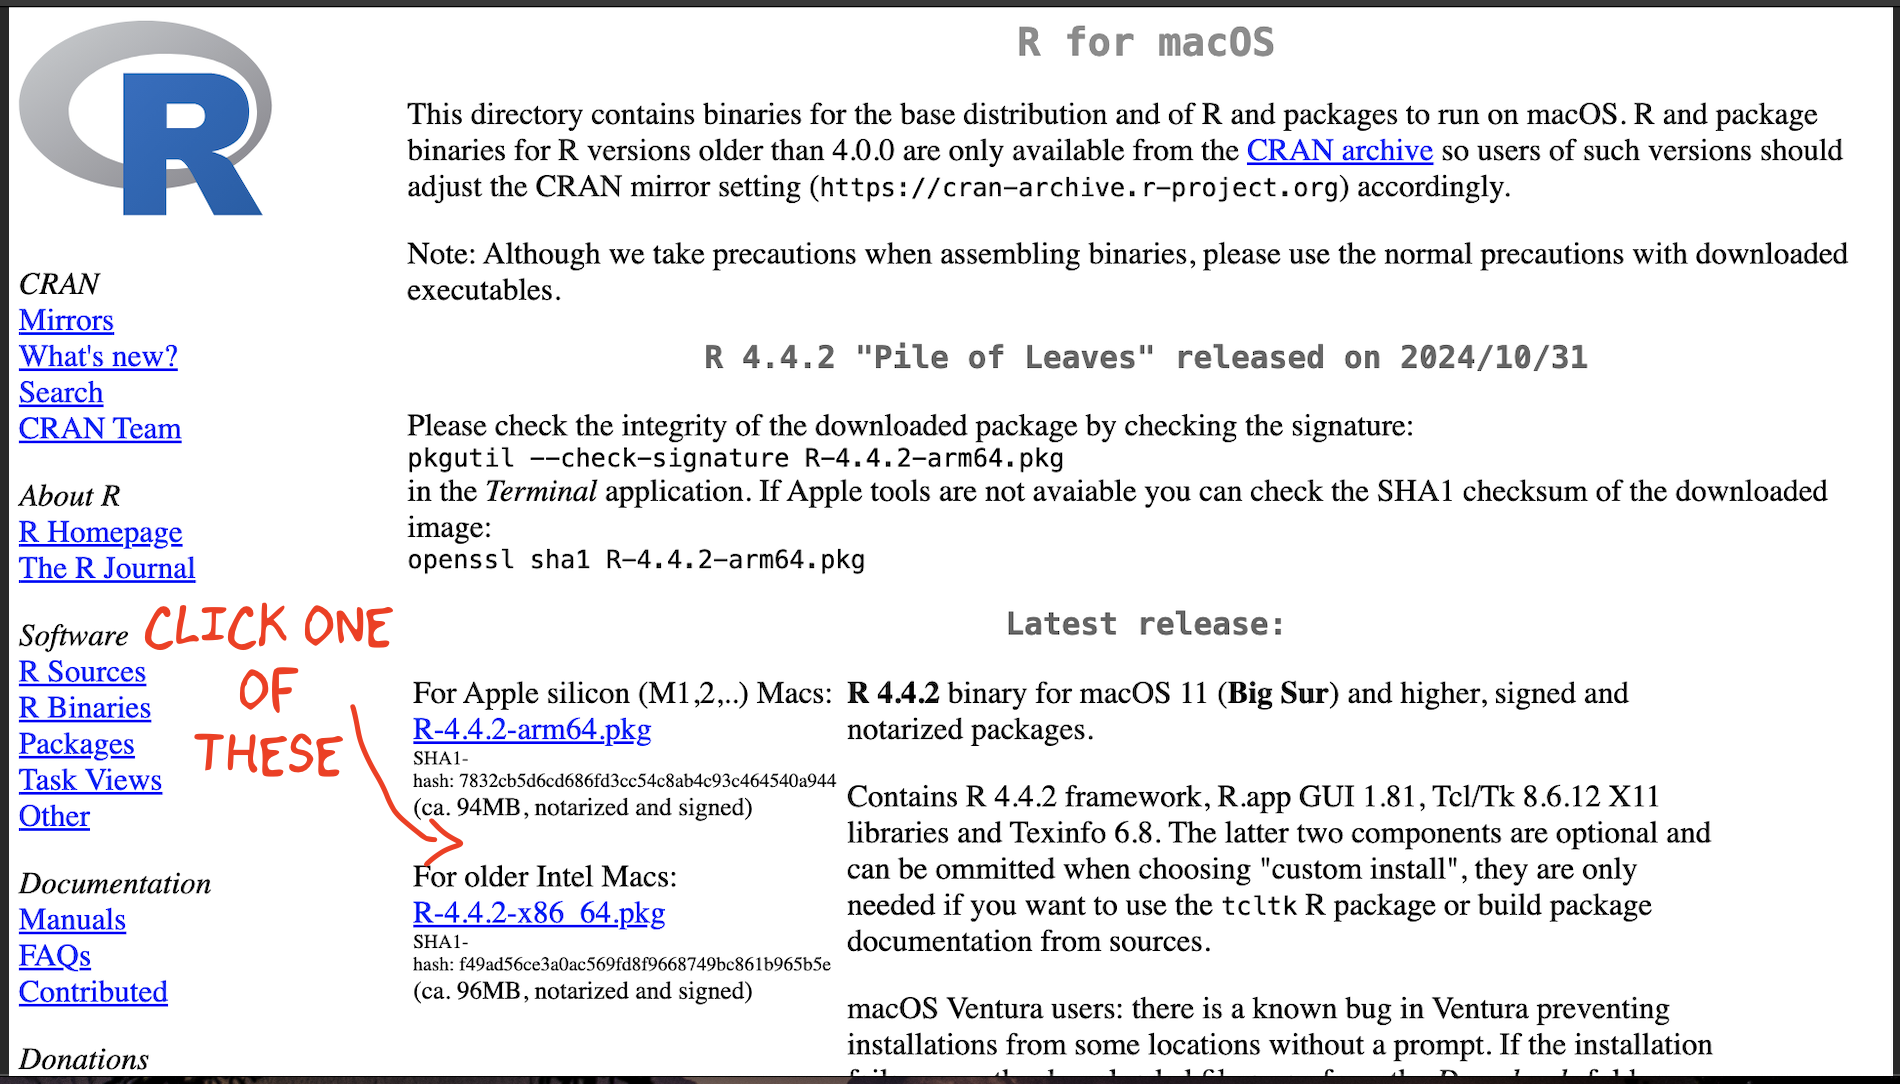 R
R for macOS
This directory contains binaries for the base distribution and of R and packages to run on macOS. R and package
binaries for R versions older than 4.0.0 are only available from the CRAN archive so users of such versions should
adjust the CRAN mirror setting (https://cran-archive.r-project.org) accordingly.
Note: Although we take precautions when assembling binaries, please use the normal precautions with downloaded
executables.
CRAN
Mirrors
What's new?
Search
CRAN Team
About R
R Homepage
The R Journal
Software
R Sources
R Binaries
Packages
Task Views
Other
Documentation
Manuals
FAQs
Contributed
Donations
CLICK ONE
OF
THESE
R 4.4.2 "Pile of Leaves" released on 2024/10/31
Please check the integrity of the downloaded package by checking the signature:
pkgutil --check-signature R-4.4.2-arm64.pkg
in the Terminal application. If Apple tools are not avaiable you can check the SHA1 checksum of the downloaded
image:
openssl sha1 R-4.4.2-arm64.pkg
Latest release:
For Apple silicon (M1,2,..) Macs:
R-4.4.2-arm64.pkg
SHA1-
hash: 7832cb5d6cd686fd3cc54c8ab4c93c464540a944
(ca. 94MB, notarized and signed)
For older Intel Macs:
R-4.4.2-x86_64.pkg
SHA1-
hash: f49ad56ce3a0ac569fd8f9668749bc861b965b5e
(ca. 96MB, notarized and signed)
R 4.4.2 binary for macOS 11 (Big Sur) and higher, signed and
notarized packages.
Contains R 4.4.2 framework, R.app GUI 1.81, Tcl/Tk 8.6.12 X11
libraries and Texinfo 6.8. The latter two components are optional and
can be ommitted when choosing "custom install", they are only
needed if you want to use the tcltk R package or build package
documentation from sources.
macOS Ventura users: there is a known bug in Ventura preventing
installations from some locations without a prompt. If the installation